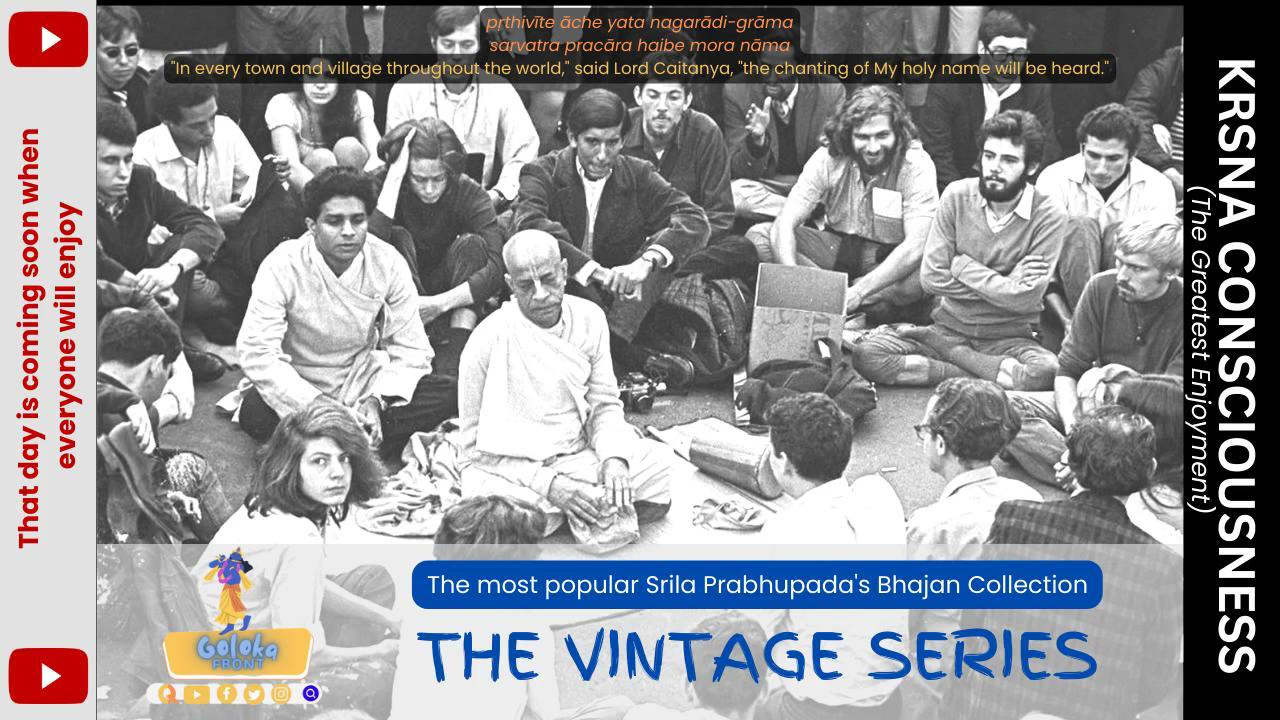 pṛthivīte āche yata nagarādi-grāma
sarvatra pracāra haibe mora nāma
"In every town and village throughout the world," said Lord Caitanya, "the chanting of My holy name will be heard."
That day is coming soon when
everyone will enjoy
KRSNA CONSCIOUSNESS
(The Greatest Enjoyment)
The most popular Srila Prabhupada's Bhajan Collection
THE VINTAGE SERIES
Goloka
FRONT